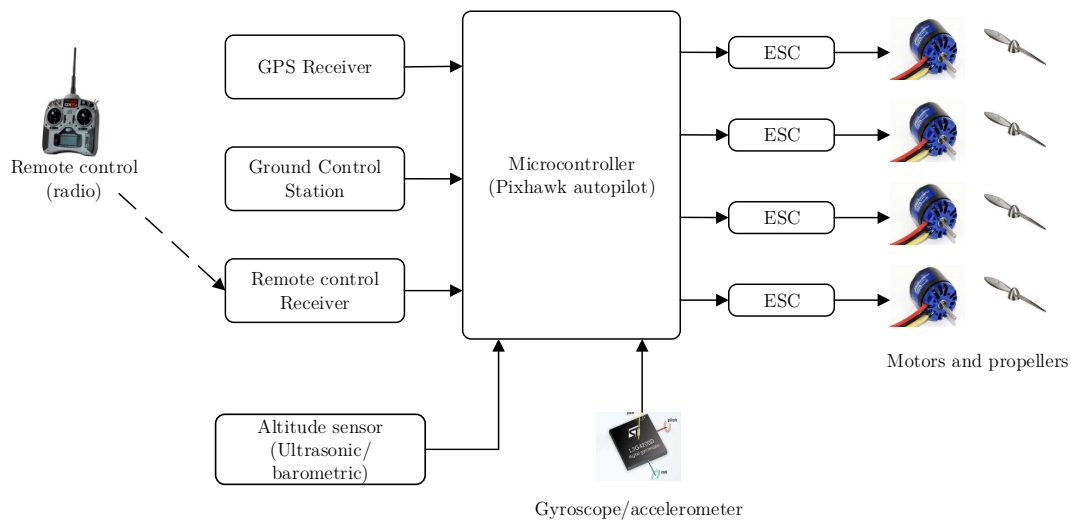 GPS Receiver
ESC
Remote control
(radio)
Ground Control
Station
Microcontroller
(Pixhawk autopilot)
ESC
ESC
Remote control
Receiver
ESC
Motors and propellers
Altitude sensor
(Ultrasonic/
barometric)
Gyroscope/accelerometer